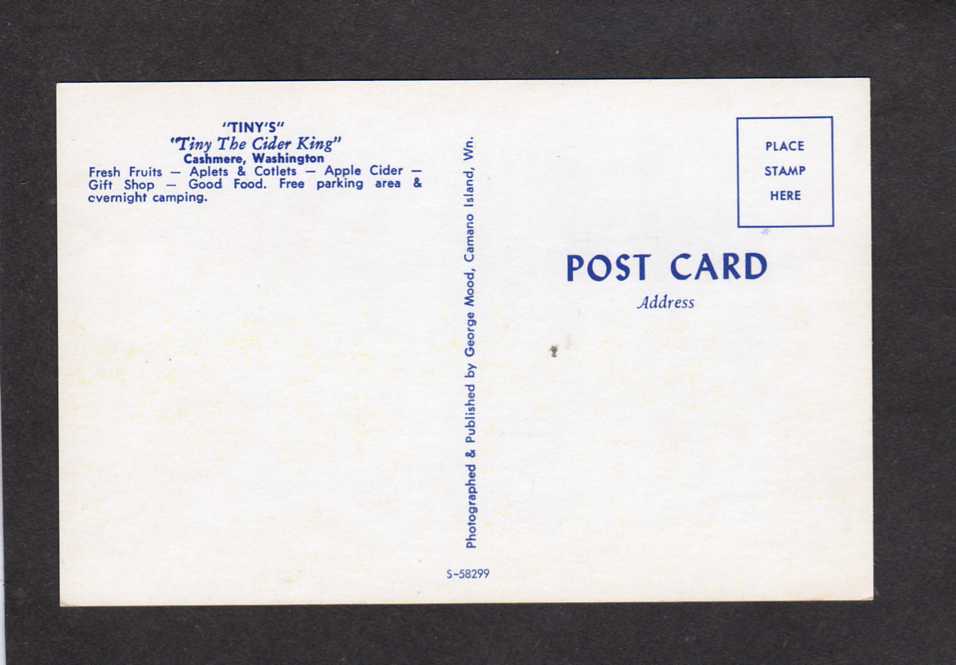 "TINY'S"
"Tiny The Cider King"
Cashmere, Washington
Fresh Fruits — Aplets & Cotlets — Apple Cider —
Gift Shop — Good Food. Free parking area &
overnight camping.
Photographed & Published by George Mood, Camano Island, Wn.
S-58299
PLACE
STAMP
HERE
POST CARD
Address